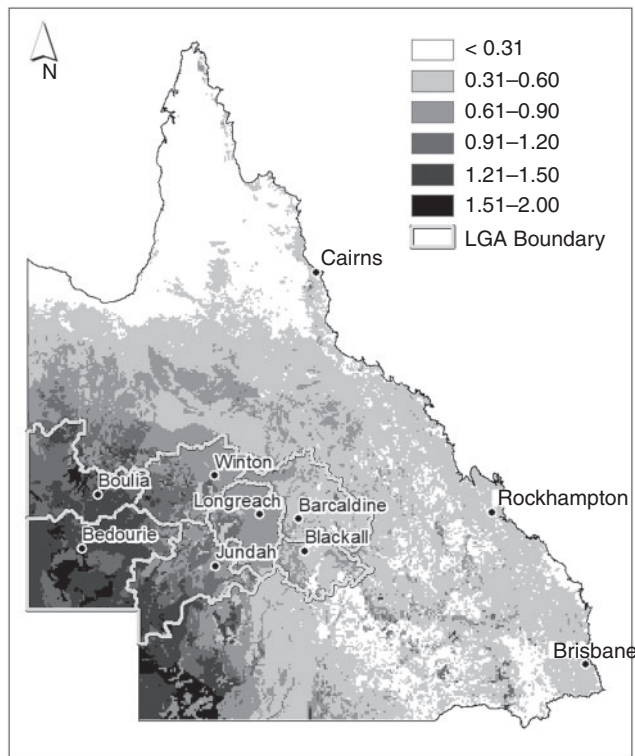 N
< 0.31
0.31–0.60
0.61–0.90
0.91–1.20
1.21–1.50
1.51–2.00
LGA Boundary
Cairns
Winton
Boulia
Longreach
Barcaldine
Rockhampton
Bedourie
Blackall
Jundah
Brisbane